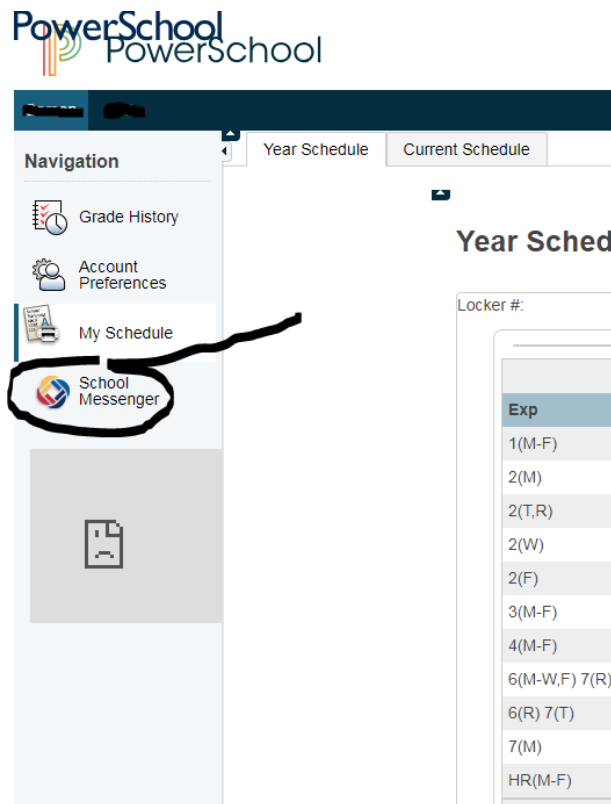 PowerSchool
PowerSchool
Navigation
Year Schedule
Current Schedule
Grade History
Account
Preferences
My Schedule
School
Messenger
Year Sched
Locker #:
Exp
1(M-F)
2(M)
2(T,R)
2(W)
2(F)
3(M-F)
4(M-F)
6(M-W,F) 7(R)
6(R) 7(T)
7(M)
HR(M-F)